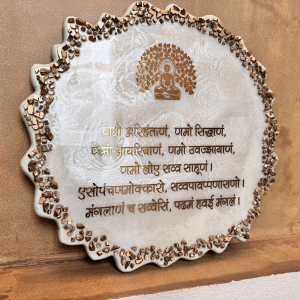 णमो अरिहंताणं, णमो सिद्धाणं,
णमो आयरियाणं, णमो उवज्झायाणं,
णमो लोए सव्व साहूणं।
एसोपंचणमोक्कारो, सव्वपावप्पणासणो।
मंगलाणं च सव्वेसिं, पढमं हवई मंगलं।